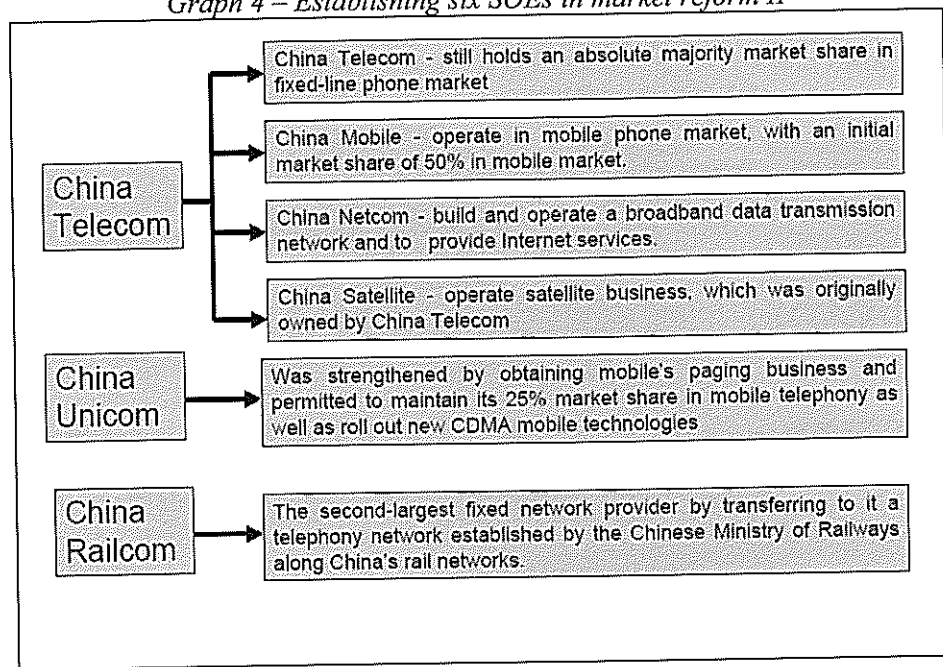 Graph 4 – Establishing six SOEs in market reform II
China Telecom - still holds an absolute majority market share in
fixed-line phone market
China Mobile - operate in mobile phone market, with an initial
market share of 50% in mobile market.
China
Telecom
China Netcom - build and operate a broadband data transmission
network and to provide Internet services.
China Satellite - operate satellite business, which was originally
owned by China Telecom
China
Unicom
Was strengthened by obtaining mobile's paging business and
permitted to maintain its 25% market share in mobile telephony as
well as roll out new CDMA mobile technologies
China
Railcom
The second-largest fixed network provider by transferring to it a
telephony network established by the Chinese Ministry of Railways
along China's rail networks.